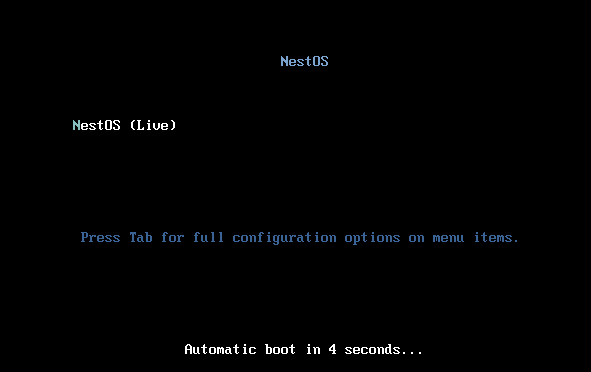 NestOS
NestOS (Live)
Press Tab for full configuration options on menu items.
Automatic boot in 4 seconds...